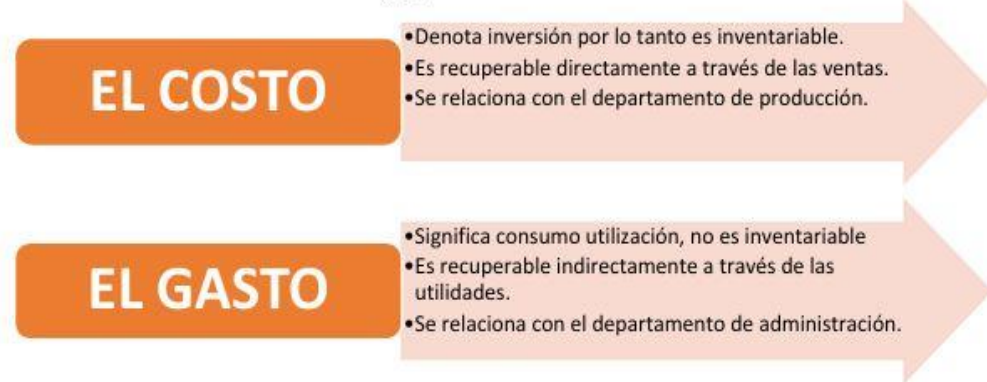 EL COSTO
•Denota inversión por lo tanto es inventariable.
•Es recuperable directamente a través de las ventas.
•Se relaciona con el departamento de producción.
EL GASTO
•Significa consumo utilización, no es inventariable
•Es recuperable indirectamente a través de las
utilidades.
•Se relaciona con el departamento de administración.